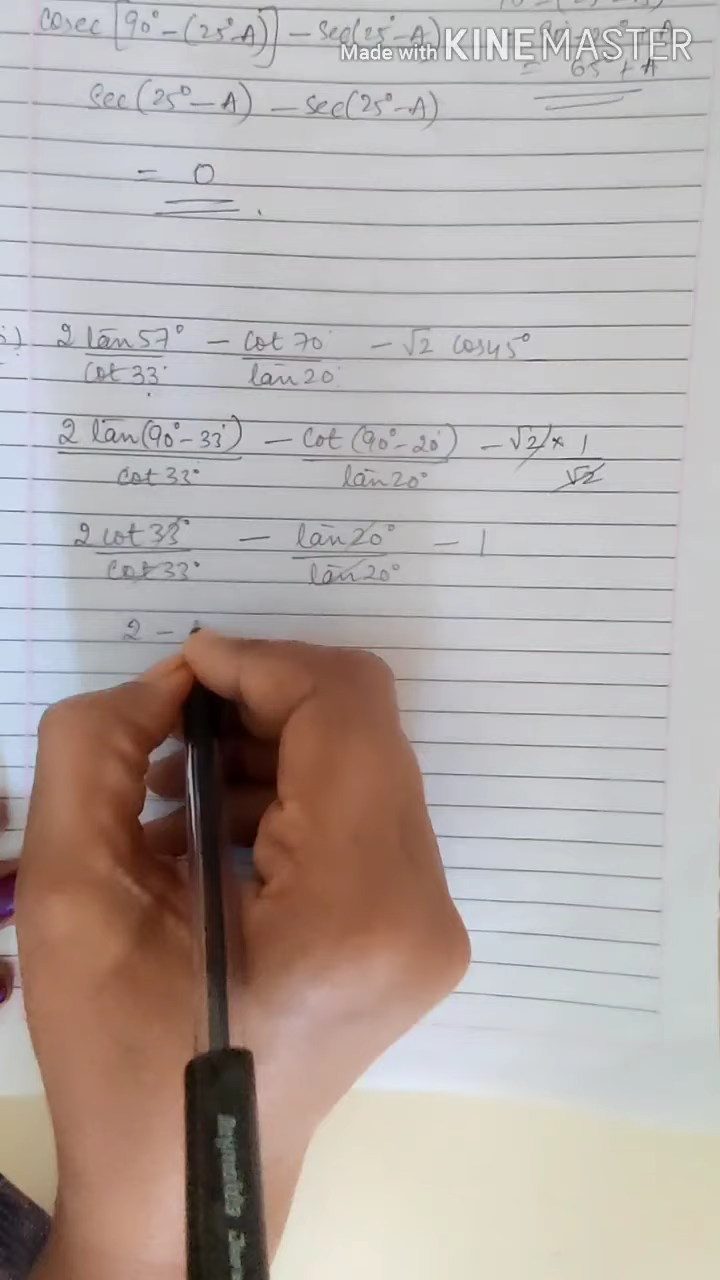 cosec [90° - (25° - A)] - sec(25° - A)
Made with KINEMASTER
= 65° + A
sec(25° - A) - sec(25° - A)
= 0
2 tan 57° / cot 33° - cot 70° / tan 20° - √2 cos 45°
2 tan(90° - 33°) / cot 33° - cot(90° - 20°) / tan 20° - √2 × 1 / √2
2 cot 33° / cot 33° - tan 20° / tan 20° - 1
2 -
Reynolds